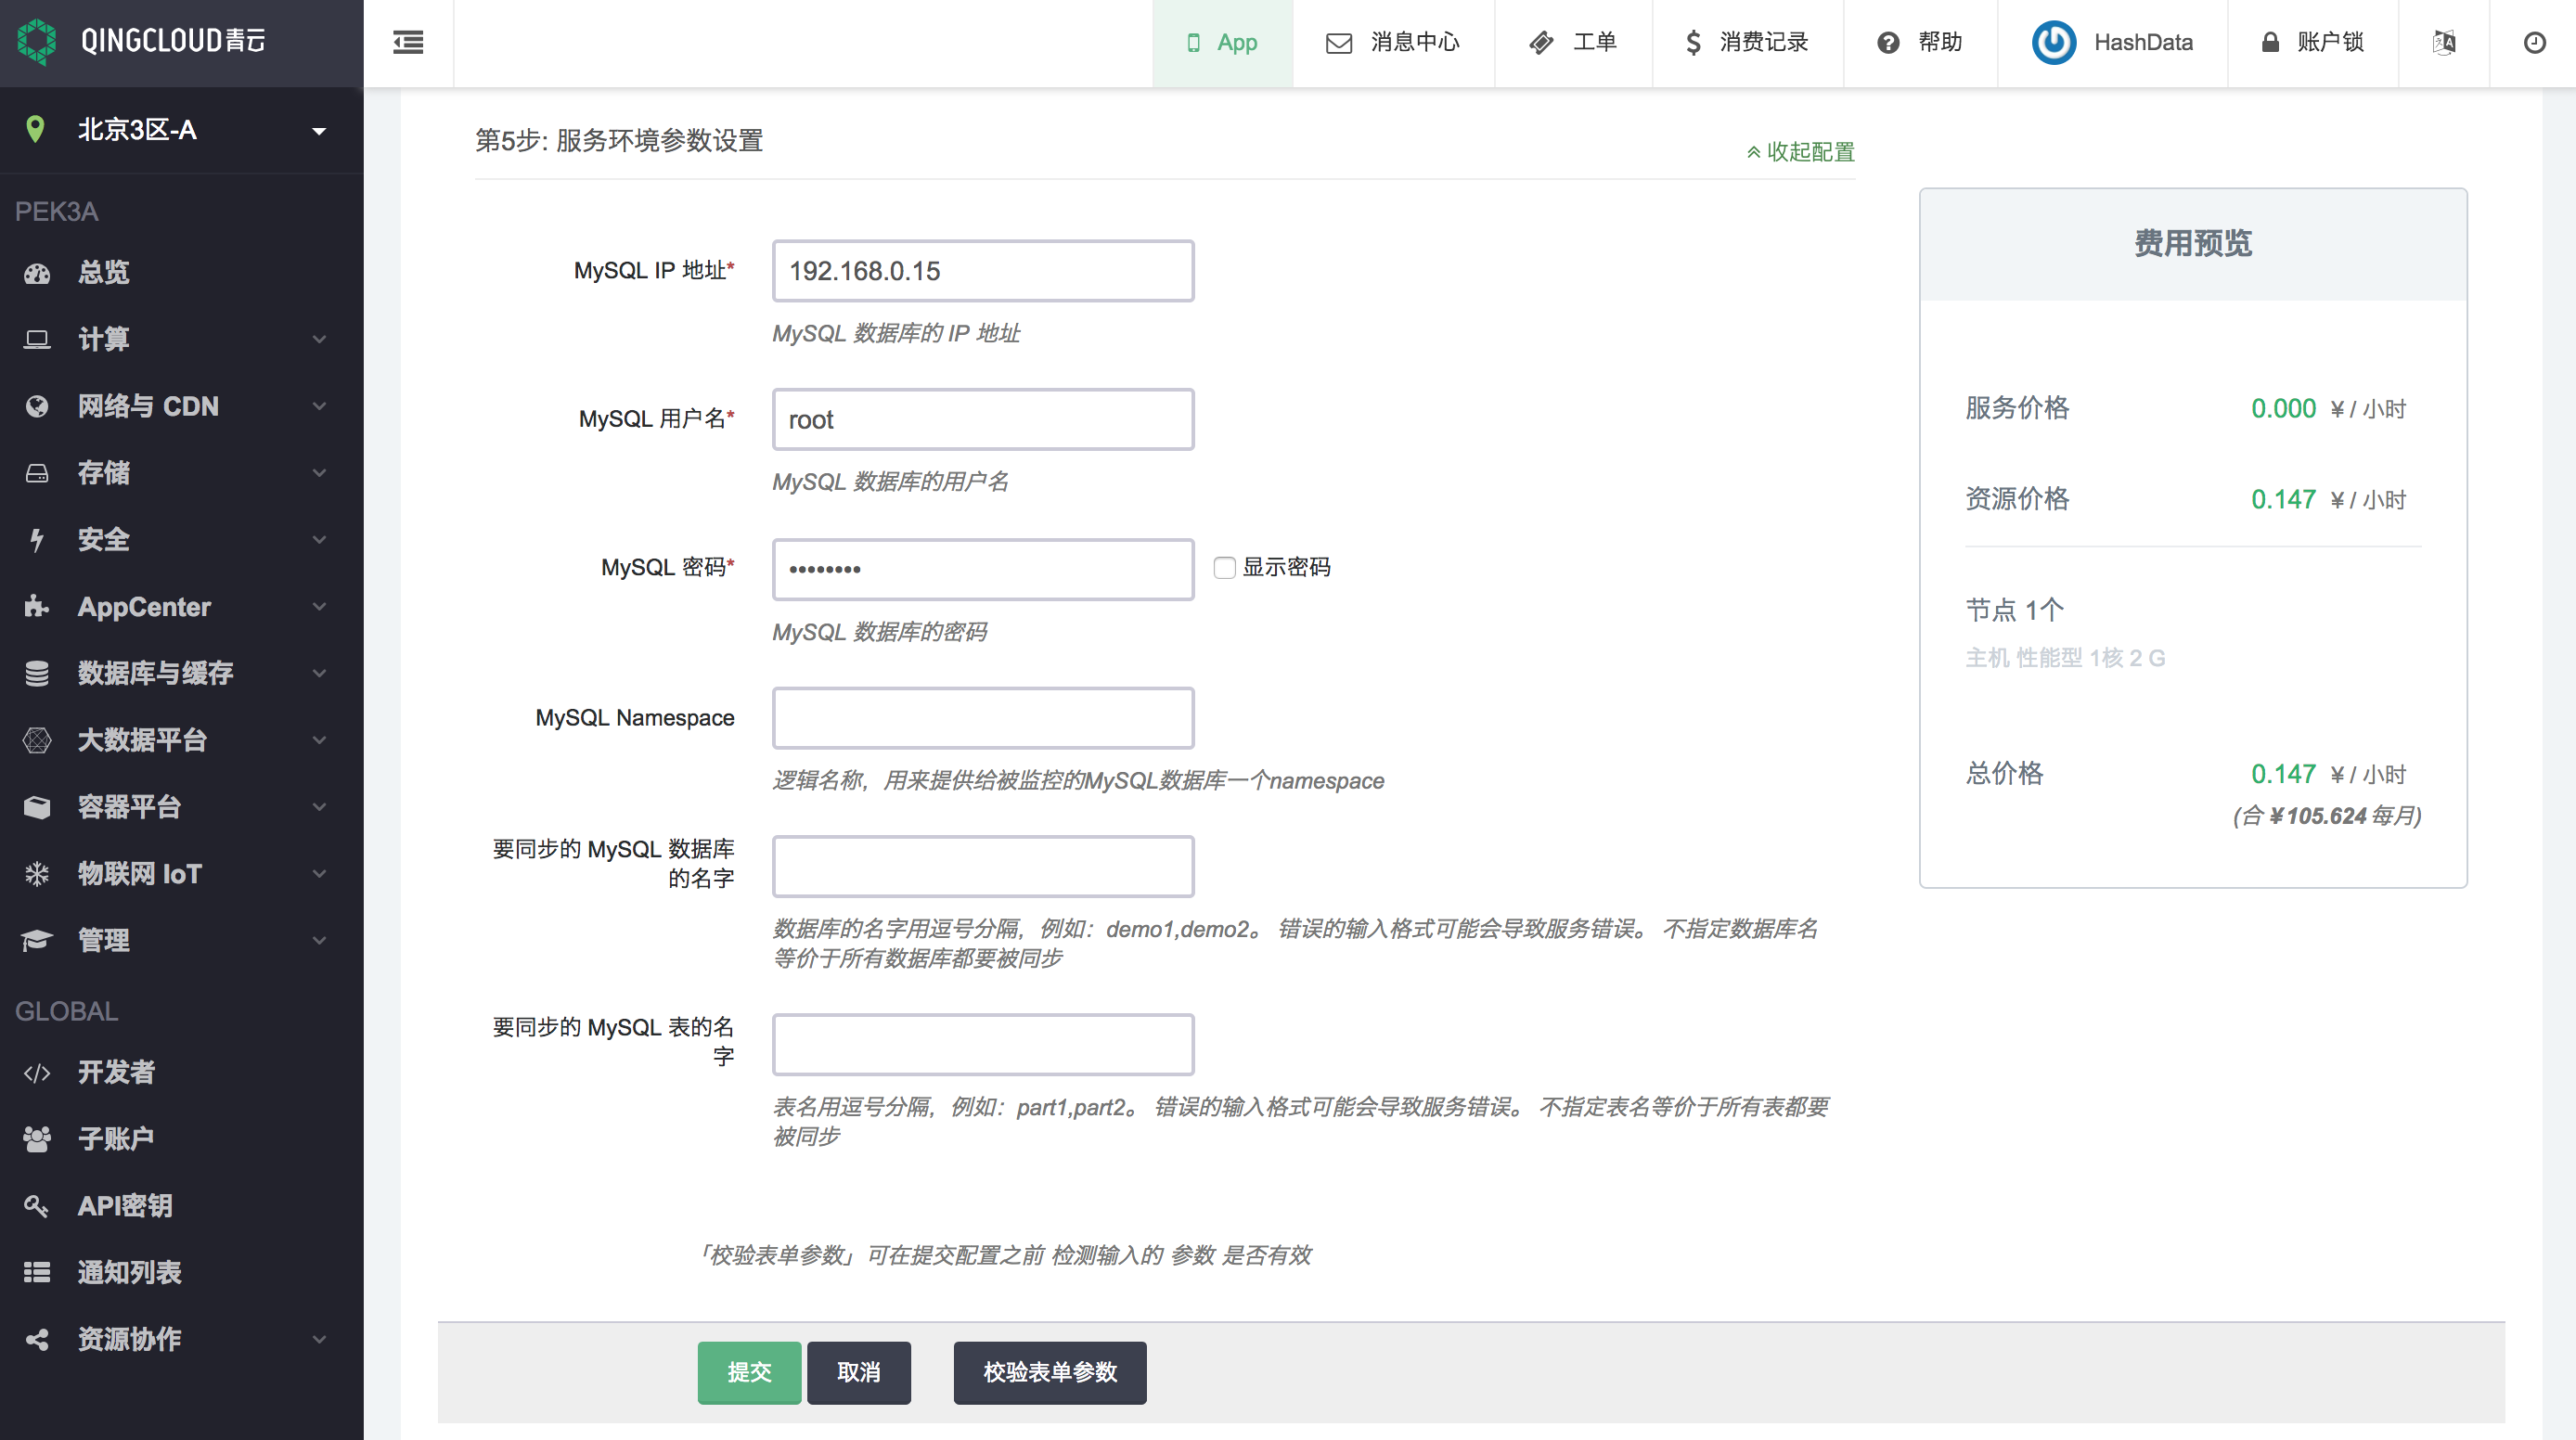 QINGCLOUD青云
App
消息中心
工单
消费记录
帮助
HashData
账户锁
北京3区-A
PEK3A
总览
计算
网络与 CDN
存储
安全
AppCenter
数据库与缓存
大数据平台
容器平台
物联网 IoT
管理
GLOBAL
开发者
子账户
API密钥
通知列表
资源协作
第5步: 服务环境参数设置
收起配置
MySQL IP 地址*
192.168.0.15
MySQL 数据库的 IP 地址
MySQL 用户名*
root
MySQL 数据库的用户名
MySQL 密码*
••••••••
显示密码
MySQL 数据库的密码
MySQL Namespace
逻辑名称，用来提供给被监控的MySQL数据库一个namespace
要同步的 MySQL 数据库
的名字
数据库的名字用逗号分隔，例如：demo1,demo2。 错误的输入格式可能会导致服务错误。 不指定数据库名
等价于所有数据库都要被同步
要同步的 MySQL 表的名
字
表名用逗号分隔，例如：part1,part2。 错误的输入格式可能会导致服务错误。 不指定表名等价于所有表都要
被同步
「校验表单参数」可在提交配置之前 检测输入的 参数 是否有效
提交
取消
校验表单参数
费用预览
服务价格 0.000 ¥ / 小时
资源价格 0.147 ¥ / 小时
节点 1个
主机 性能型 1核 2 G
总价格 0.147 ¥ / 小时
(合 ¥105.624 每月)